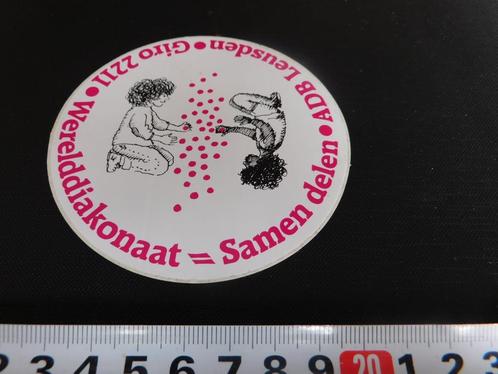 Werelddiakonaat = Samen delen • ADB Leusden • Giro 2211 •
2 3 4 5 6 7 8 9 20 1 2 3